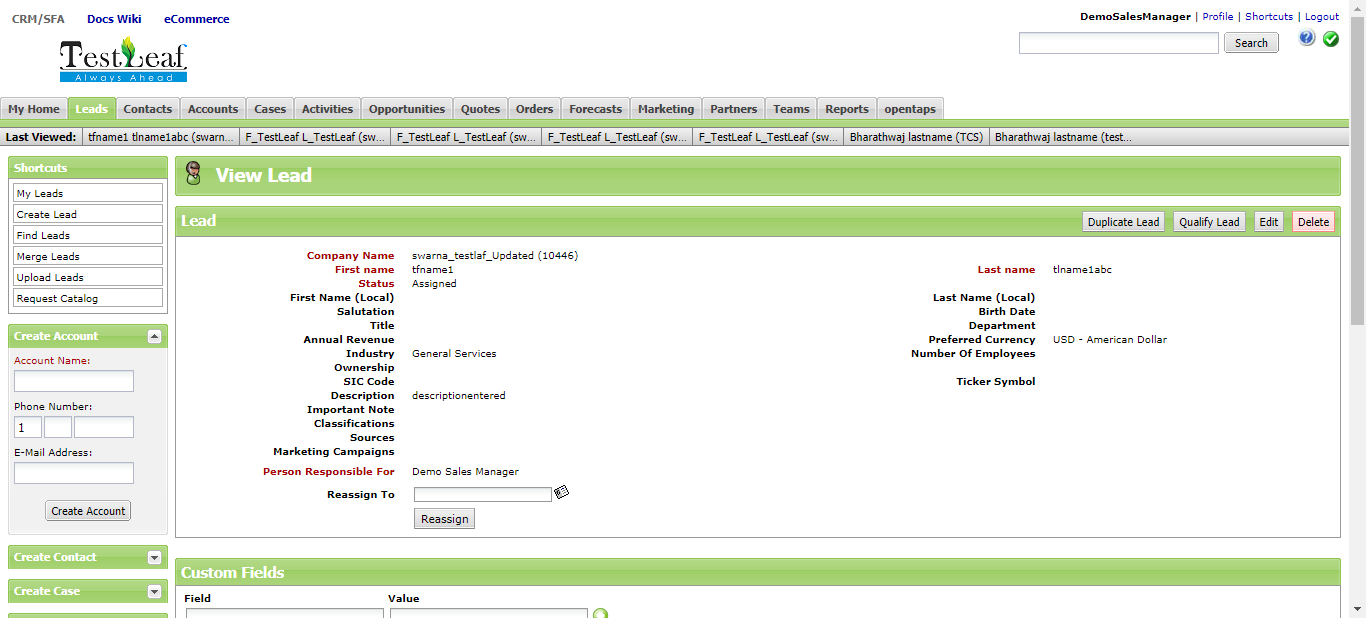 CRM/SFA Docs Wiki eCommerce
DemoSalesManager | Profile | Shortcuts | Logout
TestLeaf
Always Ahead
Search
My Home Leads Contacts Accounts Cases Activities Opportunities Quotes Orders Forecasts Marketing Partners Teams Reports opentaps
Last Viewed: tfname1 tlname1abc (swarn... F_TestLeaf L_TestLeaf (sw... F_TestLeaf L_TestLeaf (sw... F_TestLeaf L_TestLeaf (sw... F_TestLeaf L_TestLeaf (sw... Bharathwaj lastname (TCS) Bharathwaj lastname (test...
Shortcuts
My Leads
Create Lead
Find Leads
Merge Leads
Upload Leads
Request Catalog
Create Account
Account Name:
Phone Number:
1
E-Mail Address:
Create Account
Create Contact
Create Case
View Lead
Lead
Duplicate Lead Qualify Lead Edit Delete
Company Name swarna_testlaf_Updated (10446)
First name tfname1 Last name tlname1abc
Status Assigned
First Name (Local) Last Name (Local)
Salutation Birth Date
Title Department
Annual Revenue Preferred Currency USD - American Dollar
Industry General Services Number Of Employees
Ownership
SIC Code Ticker Symbol
Description descriptionentered
Important Note
Classifications
Sources
Marketing Campaigns
Person Responsible For Demo Sales Manager
Reassign To
Reassign
Custom Fields
Field Value